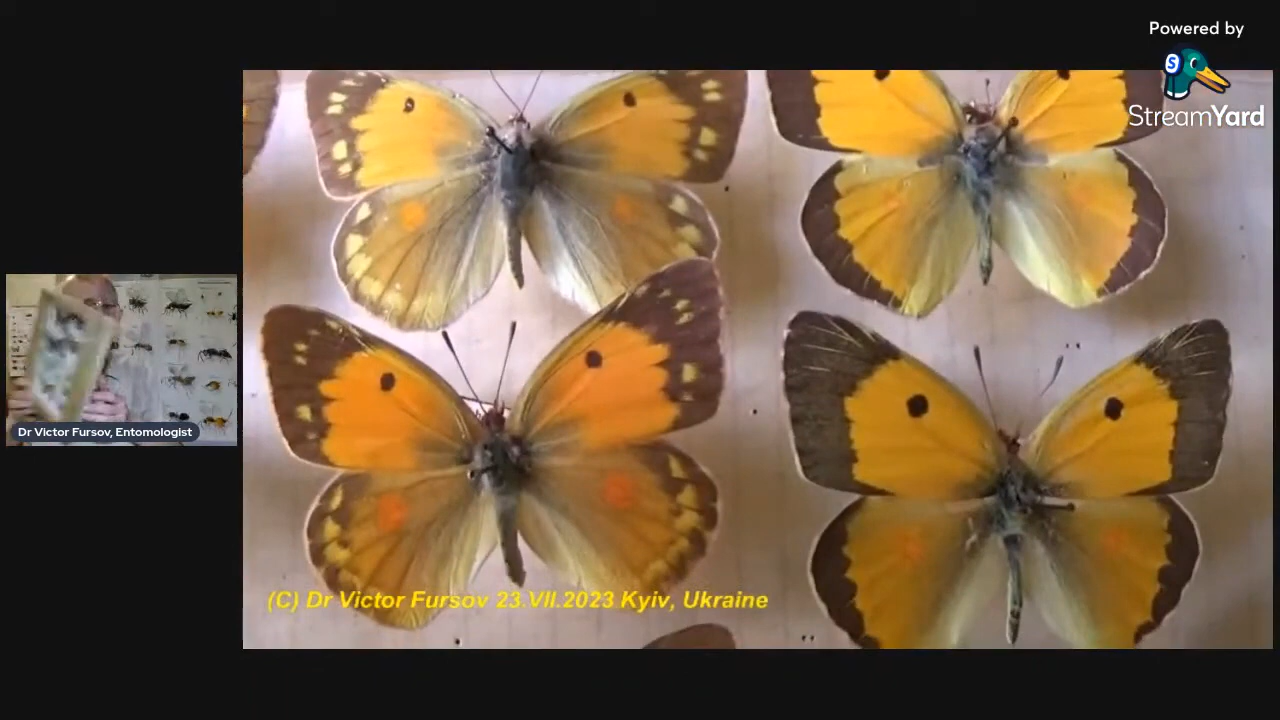 Powered by
S
StreamYard
Dr Victor Fursov, Entomologist
(C) Dr Victor Fursov 23.VII.2023 Kyiv, Ukraine